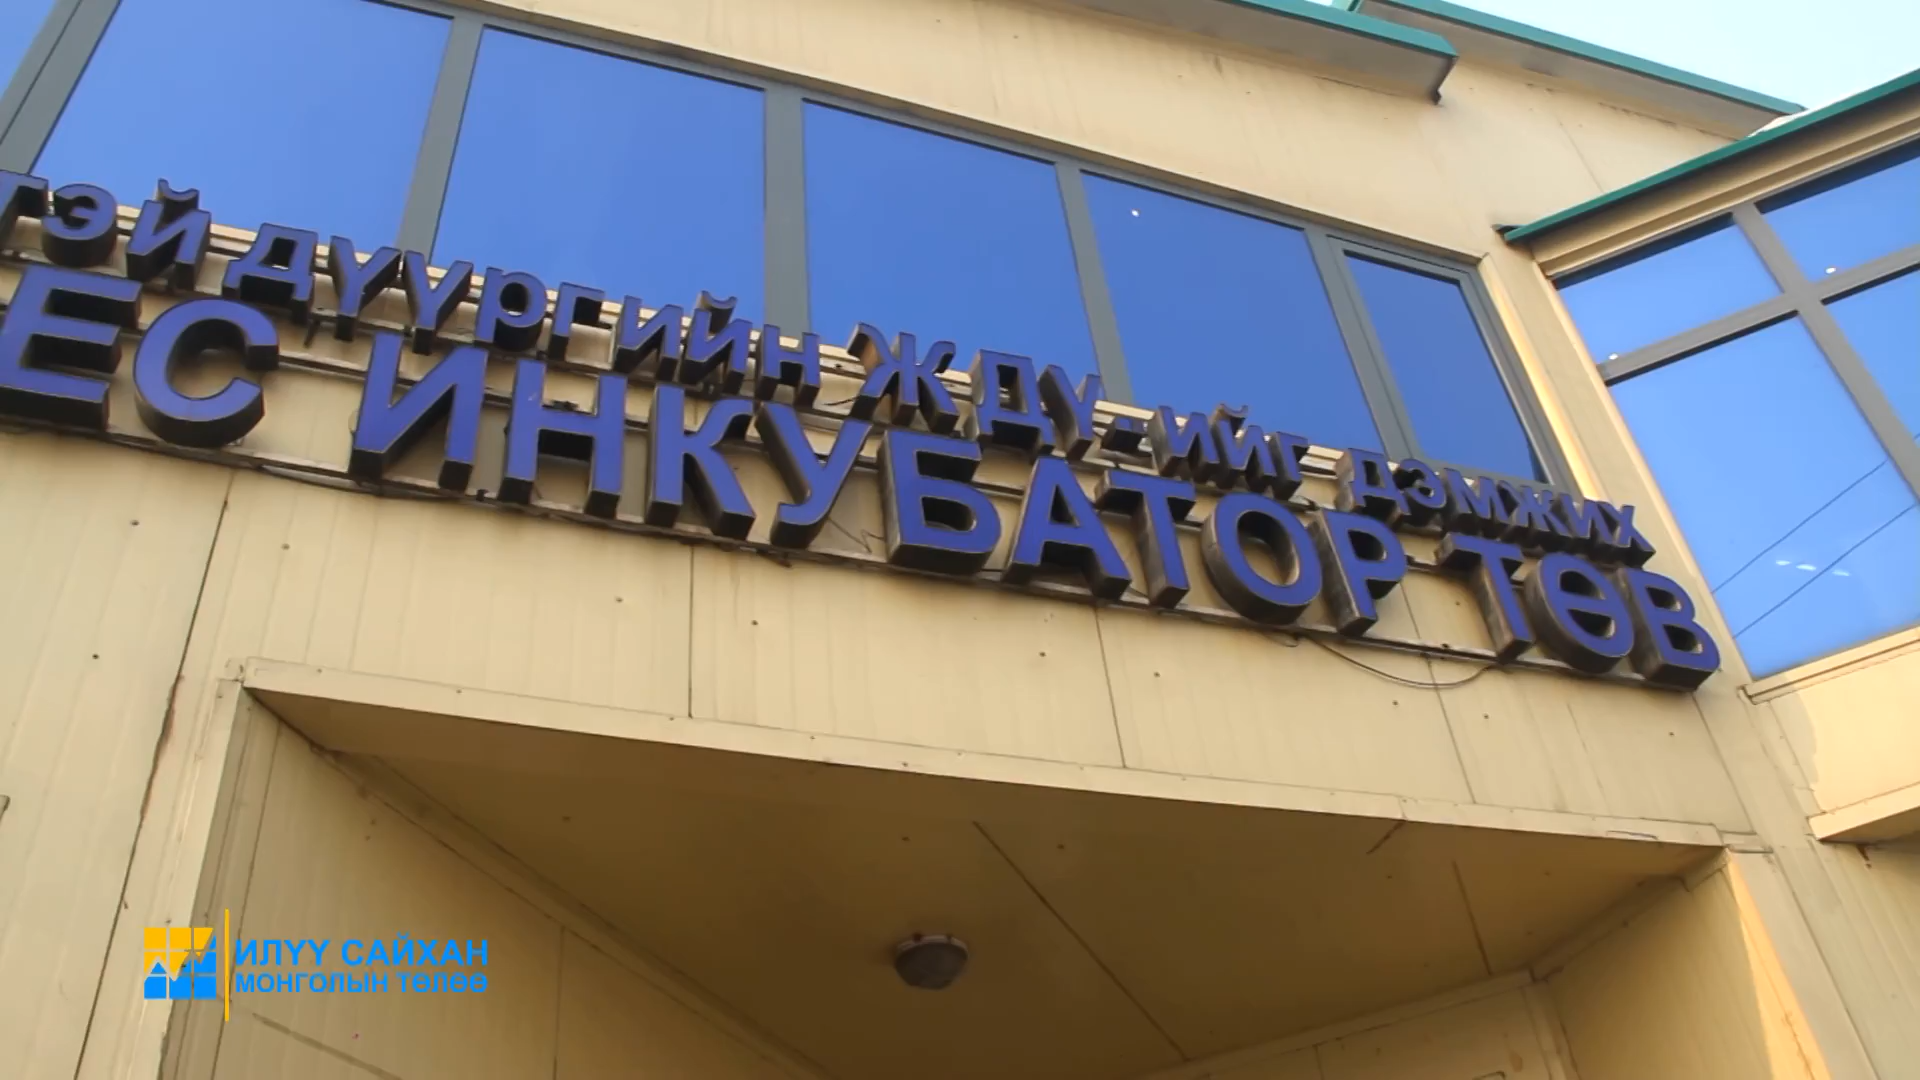 ТЭЙ ДҮҮРГИЙН ЖДҮ-ИЙГ ДЭМЖИХ
ЕС ИНКУБАТОР ТӨВ
ИЛҮҮ САЙХАН
МОНГОЛЫН ТӨЛӨӨ